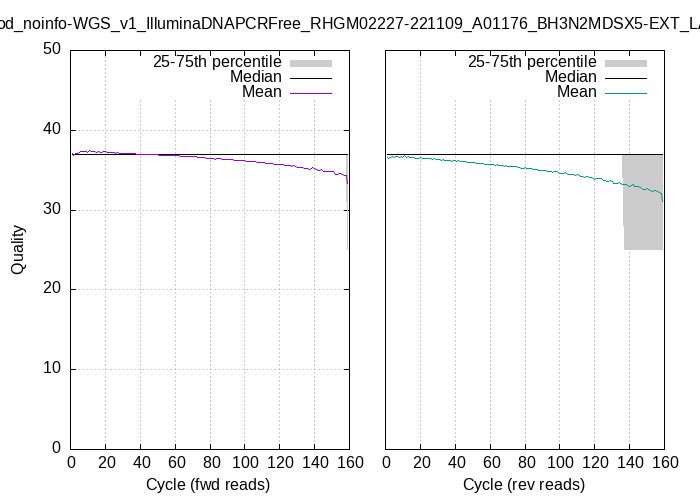 od_noinfo-WGS_v1_IlluminaDNAPCRFree_RHGM02227-221109_A01176_BH3N2MDSX5-EXT_LA
50
40
30
20
10
0
Quality
25-75th percentile
Median
Mean
0 20 40 60 80 100 120 140 160
Cycle (fwd reads)
25-75th percentile
Median
Mean
0 20 40 60 80 100 120 140 160
Cycle (rev reads)